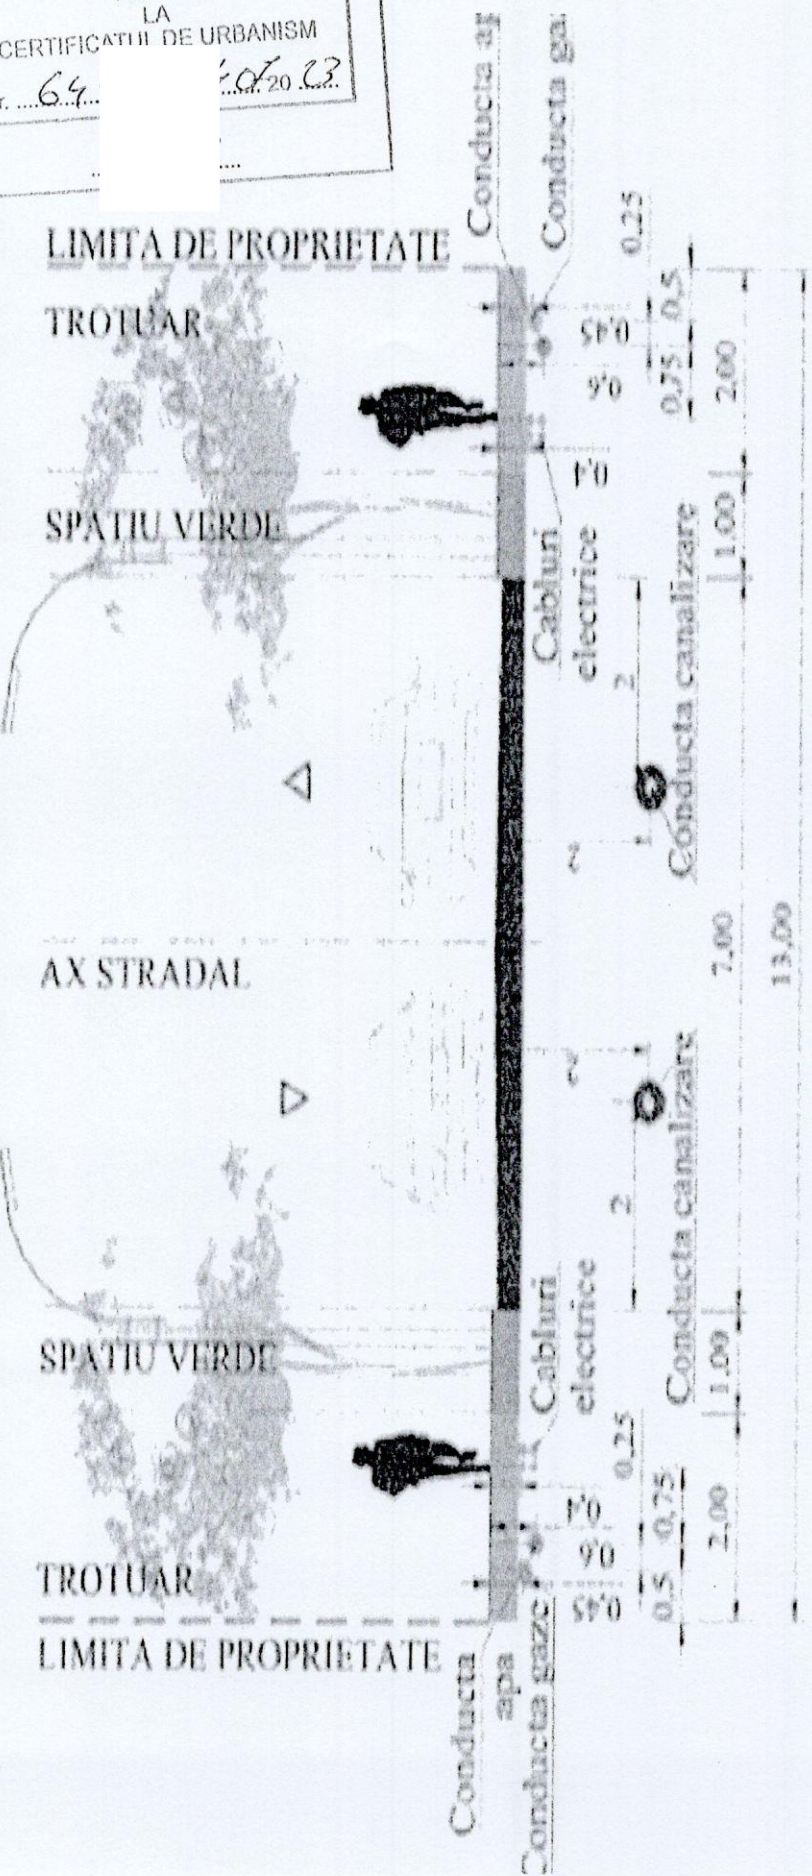 LA
CERTIFICATUL DE URBANISM
64 07 20 23
Conducta
Conducta
LIMITA DE PROPRIETATE
TROTUAR
0,25
0,45
0,5
0,6
0,75
2,00
0,4
SPATIU VERDE
1,00
Cabluri
electrice
2
Conducta canalizare
2
AX STRADAL
7,00
13,00
2
Conducta canalizare
2
Cabluri
electrice
SPATIU VERDE
1,00
0,25
0,4
0,75
0,6
2,00
TROTUAR
0,45
0,5
LIMITA DE PROPRIETATE
Conducta
apa
Conducta gaze